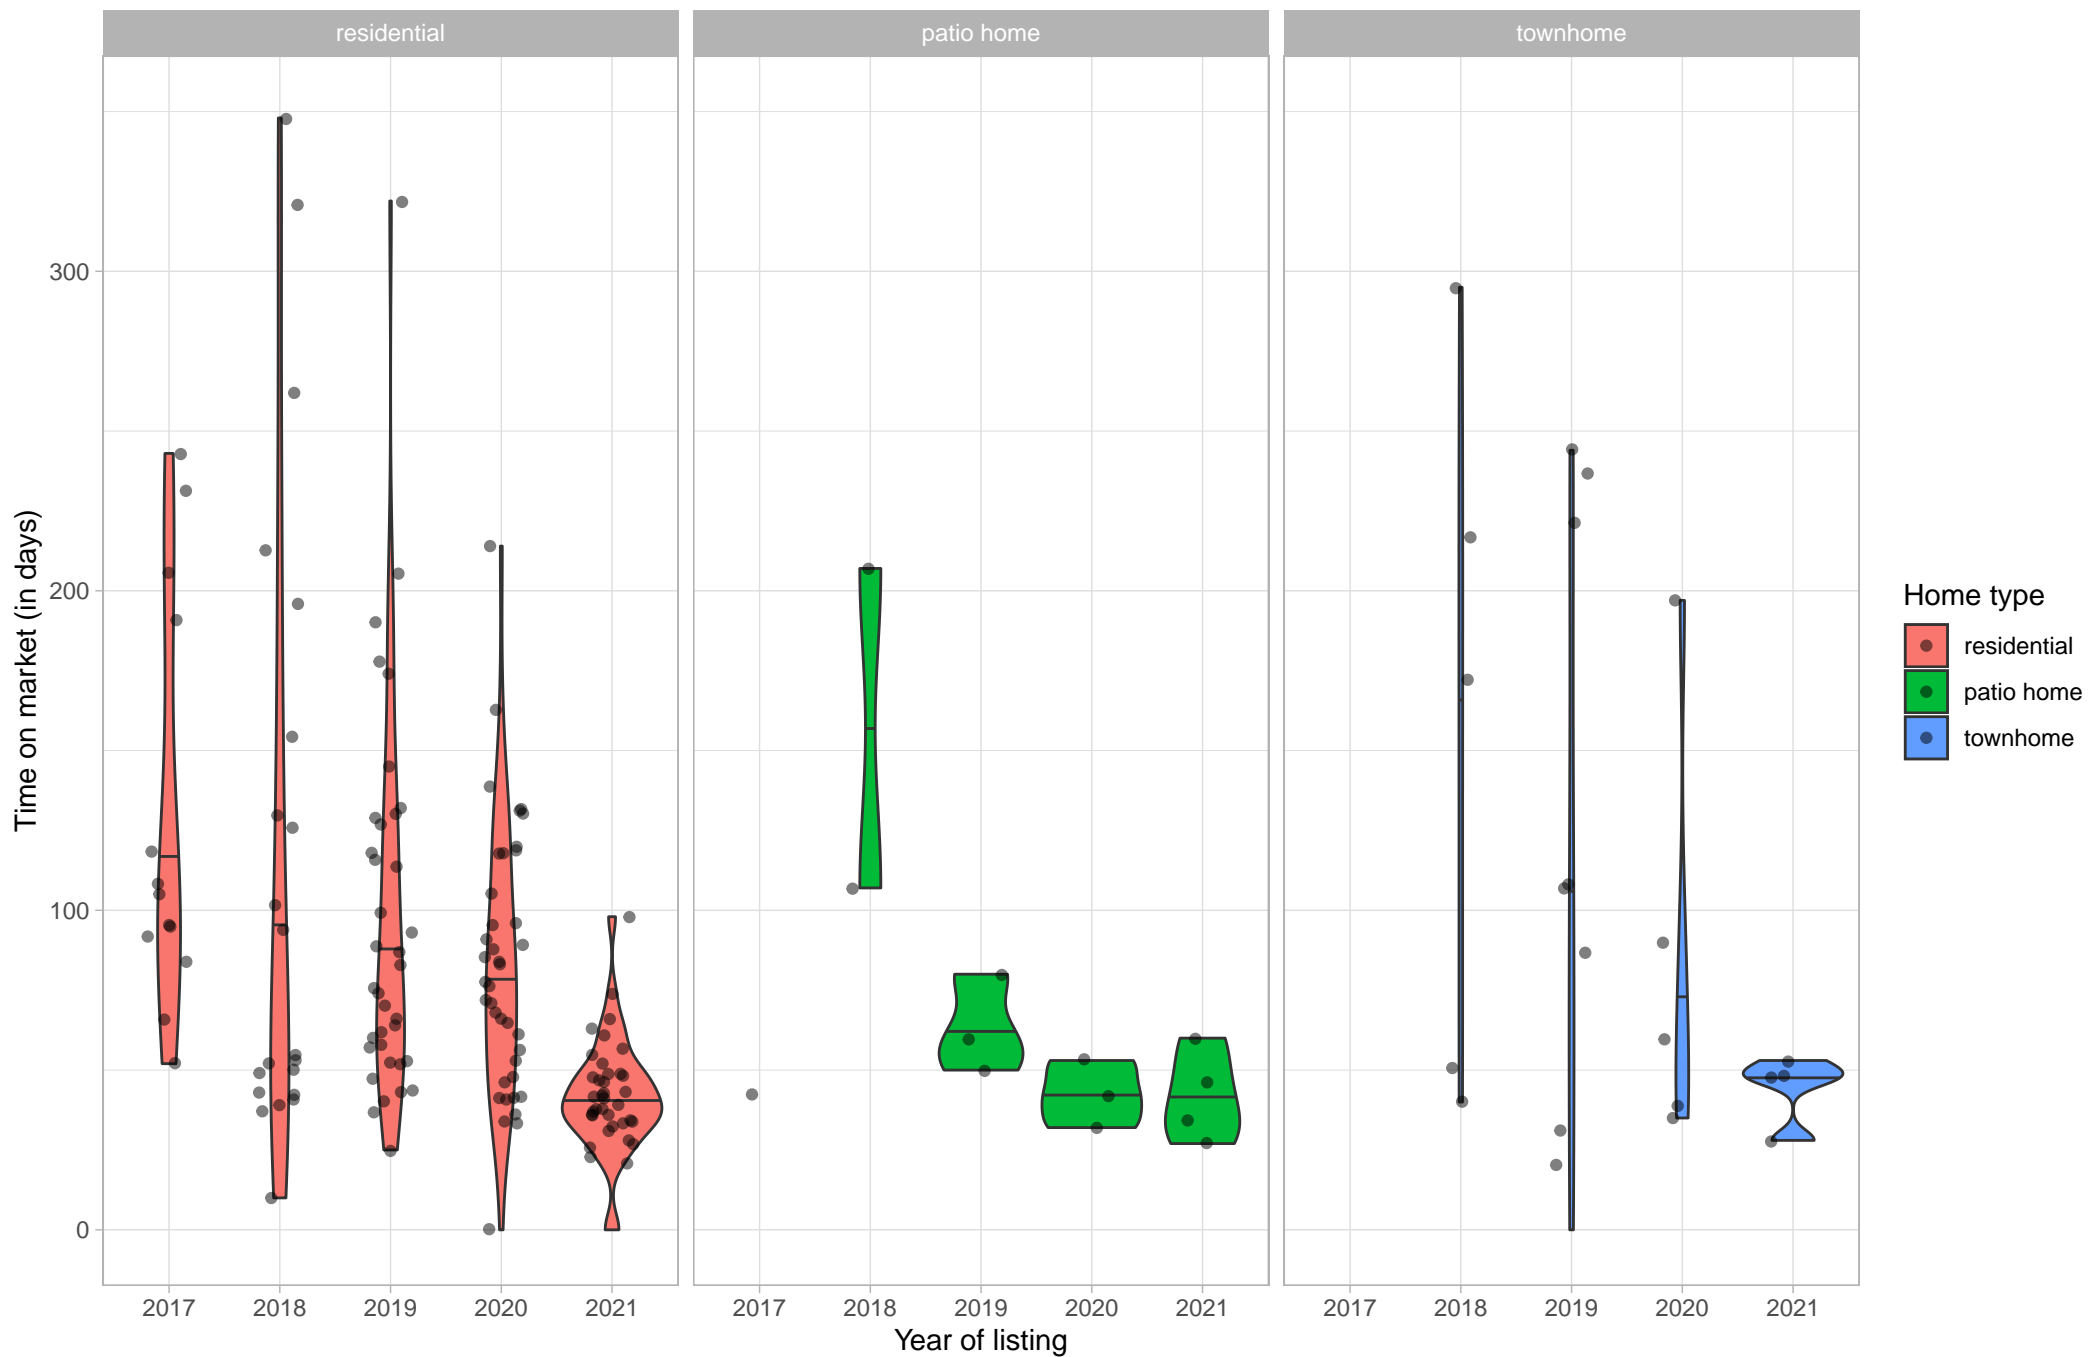 residential patio home townhome
Time on market (in days)
300
200
100
0
2017 2018 2019 2020 2021 2017 2018 2019 2020 2021 2017 2018 2019 2020 2021
Year of listing
Home type
residential
patio home
townhome